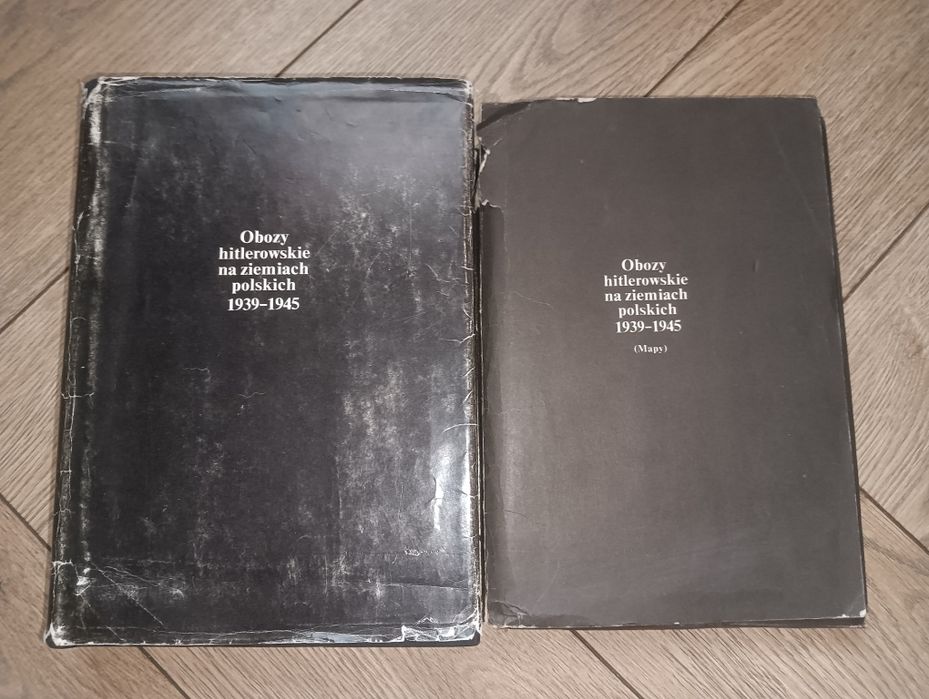 Obozy
hitlerowskie
na ziemiach
polskich
1939-1945
Obozy
hitlerowskie
na ziemiach
polskich
1939-1945
(Mapy)